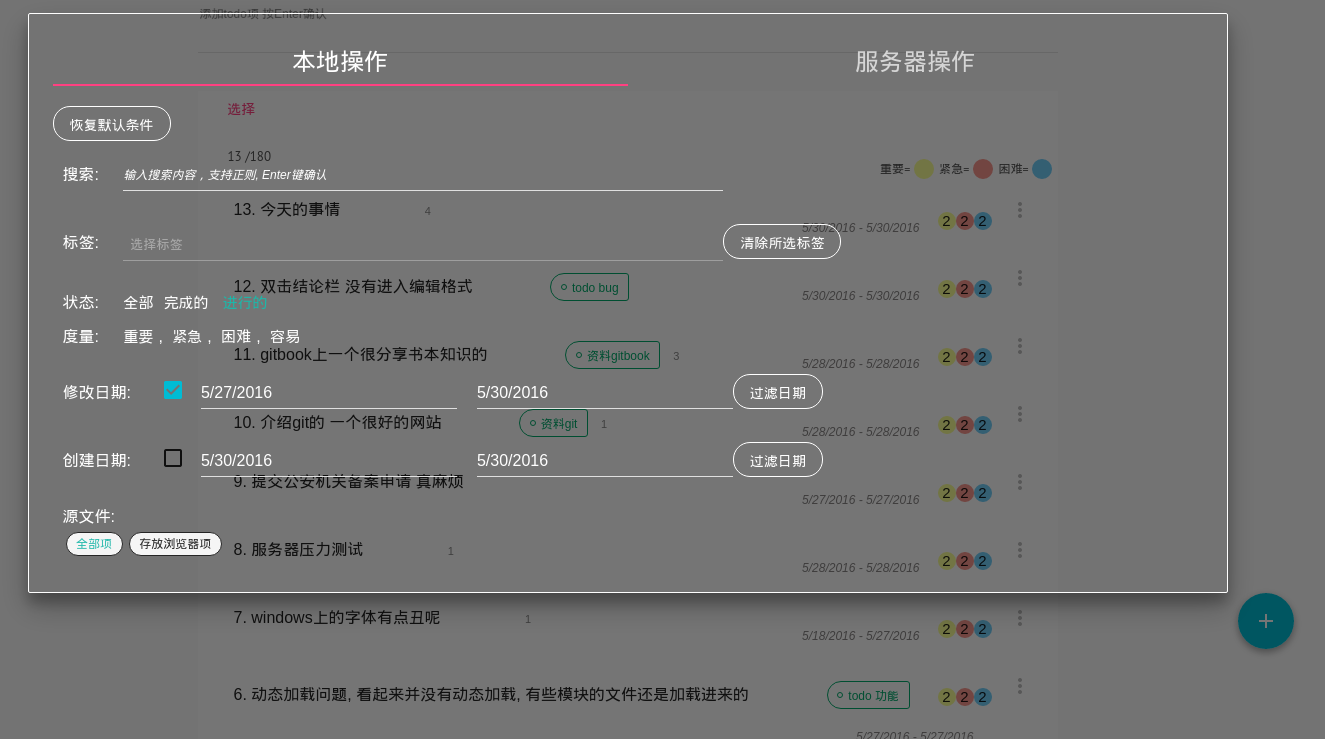 添加todo项 按Enter确认
本地操作 服务器操作
选择
恢复默认条件
13 /180
重要= 紧急= 困难=
搜索: 输入搜索内容，支持正则, Enter键确认
13. 今天的事情 4
5/30/2016 - 5/30/2016 2 2 2
标签: 选择标签 清除所选标签
12. 双击结论栏 没有进入编辑格式 todo bug
5/30/2016 - 5/30/2016 2 2 2
状态: 全部 完成的 进行的
度量: 重要 , 紧急 , 困难 , 容易
11. gitbook上一个很分享书本知识的 资料gitbook 3
5/28/2016 - 5/28/2016 2 2 2
修改日期: 5/27/2016 5/30/2016 过滤日期
10. 介绍git的 一个很好的网站 资料git 1
5/28/2016 - 5/28/2016 2 2 2
创建日期: 5/30/2016 5/30/2016 过滤日期
9. 提交公安机关备案申请 真麻烦
5/27/2016 - 5/27/2016 2 2 2
源文件:
全部项 存放浏览器项
8. 服务器压力测试 1
5/28/2016 - 5/28/2016 2 2 2
7. windows上的字体有点丑呢 1
5/18/2016 - 5/27/2016 2 2 2
6. 动态加载问题, 看起来并没有动态加载, 有些模块的文件还是加载进来的 todo 功能 2 2 2
5/27/2016 - 5/27/2016